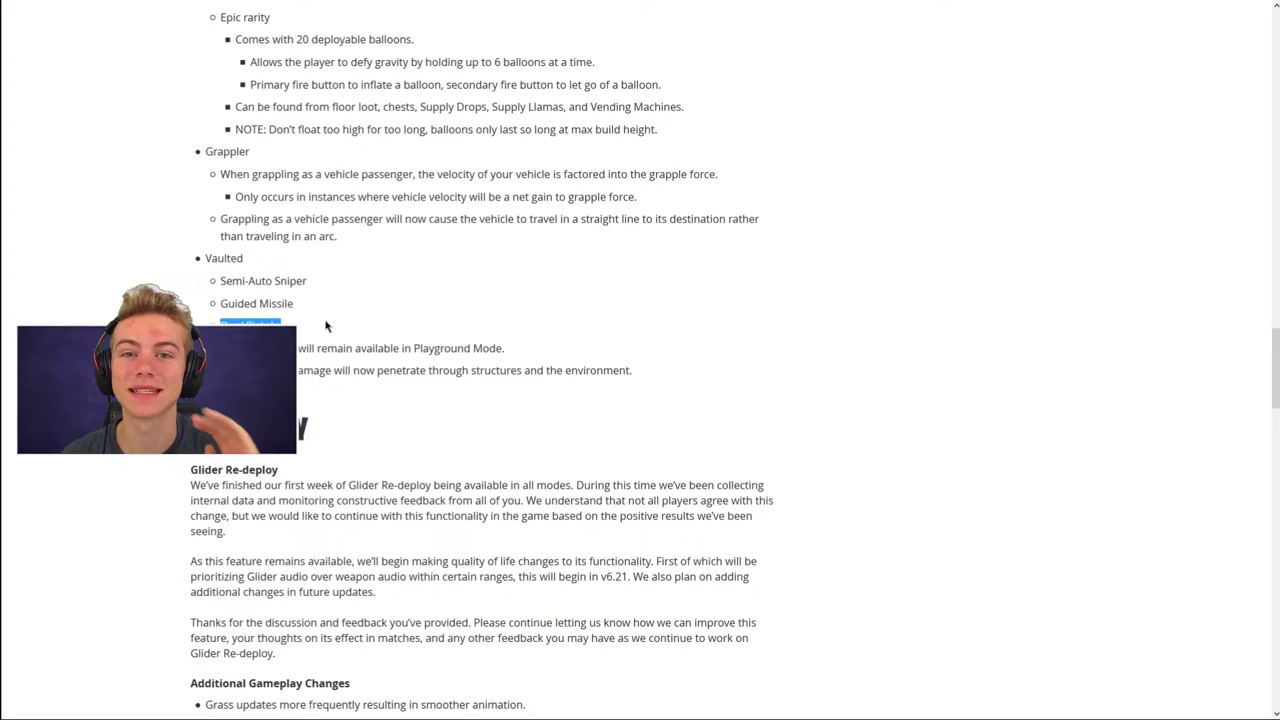 Epic rarity
Comes with 20 deployable balloons.
Allows the player to defy gravity by holding up to 6 balloons at a time.
Primary fire button to inflate a balloon, secondary fire button to let go of a balloon.
Can be found from floor loot, chests, Supply Drops, Supply Llamas, and Vending Machines.
NOTE: Don't float too high for too long, balloons only last so long at max build height.
Grappler
When grappling as a vehicle passenger, the velocity of your vehicle is factored into the grapple force.
Only occurs in instances where vehicle velocity will be a net gain to grapple force.
Grappling as a vehicle passenger will now cause the vehicle to travel in a straight line to its destination rather
than traveling in an arc.
Vaulted
Semi-Auto Sniper
Guided Missile
will remain available in Playground Mode.
amage will now penetrate through structures and the environment.
Glider Re-deploy
We've finished our first week of Glider Re-deploy being available in all modes. During this time we've been collecting
internal data and monitoring constructive feedback from all of you. We understand that not all players agree with this
change, but we would like to continue with this functionality in the game based on the positive results we've been
seeing.
As this feature remains available, we'll begin making quality of life changes to its functionality. First of which will be
prioritizing Glider audio over weapon audio within certain ranges, this will begin in v6.21. We also plan on adding
additional changes in future updates.
Thanks for the discussion and feedback you've provided. Please continue letting us know how we can improve this
feature, your thoughts on its effect in matches, and any other feedback you may have as we continue to work on
Glider Re-deploy.
Additional Gameplay Changes
Grass updates more frequently resulting in smoother animation.